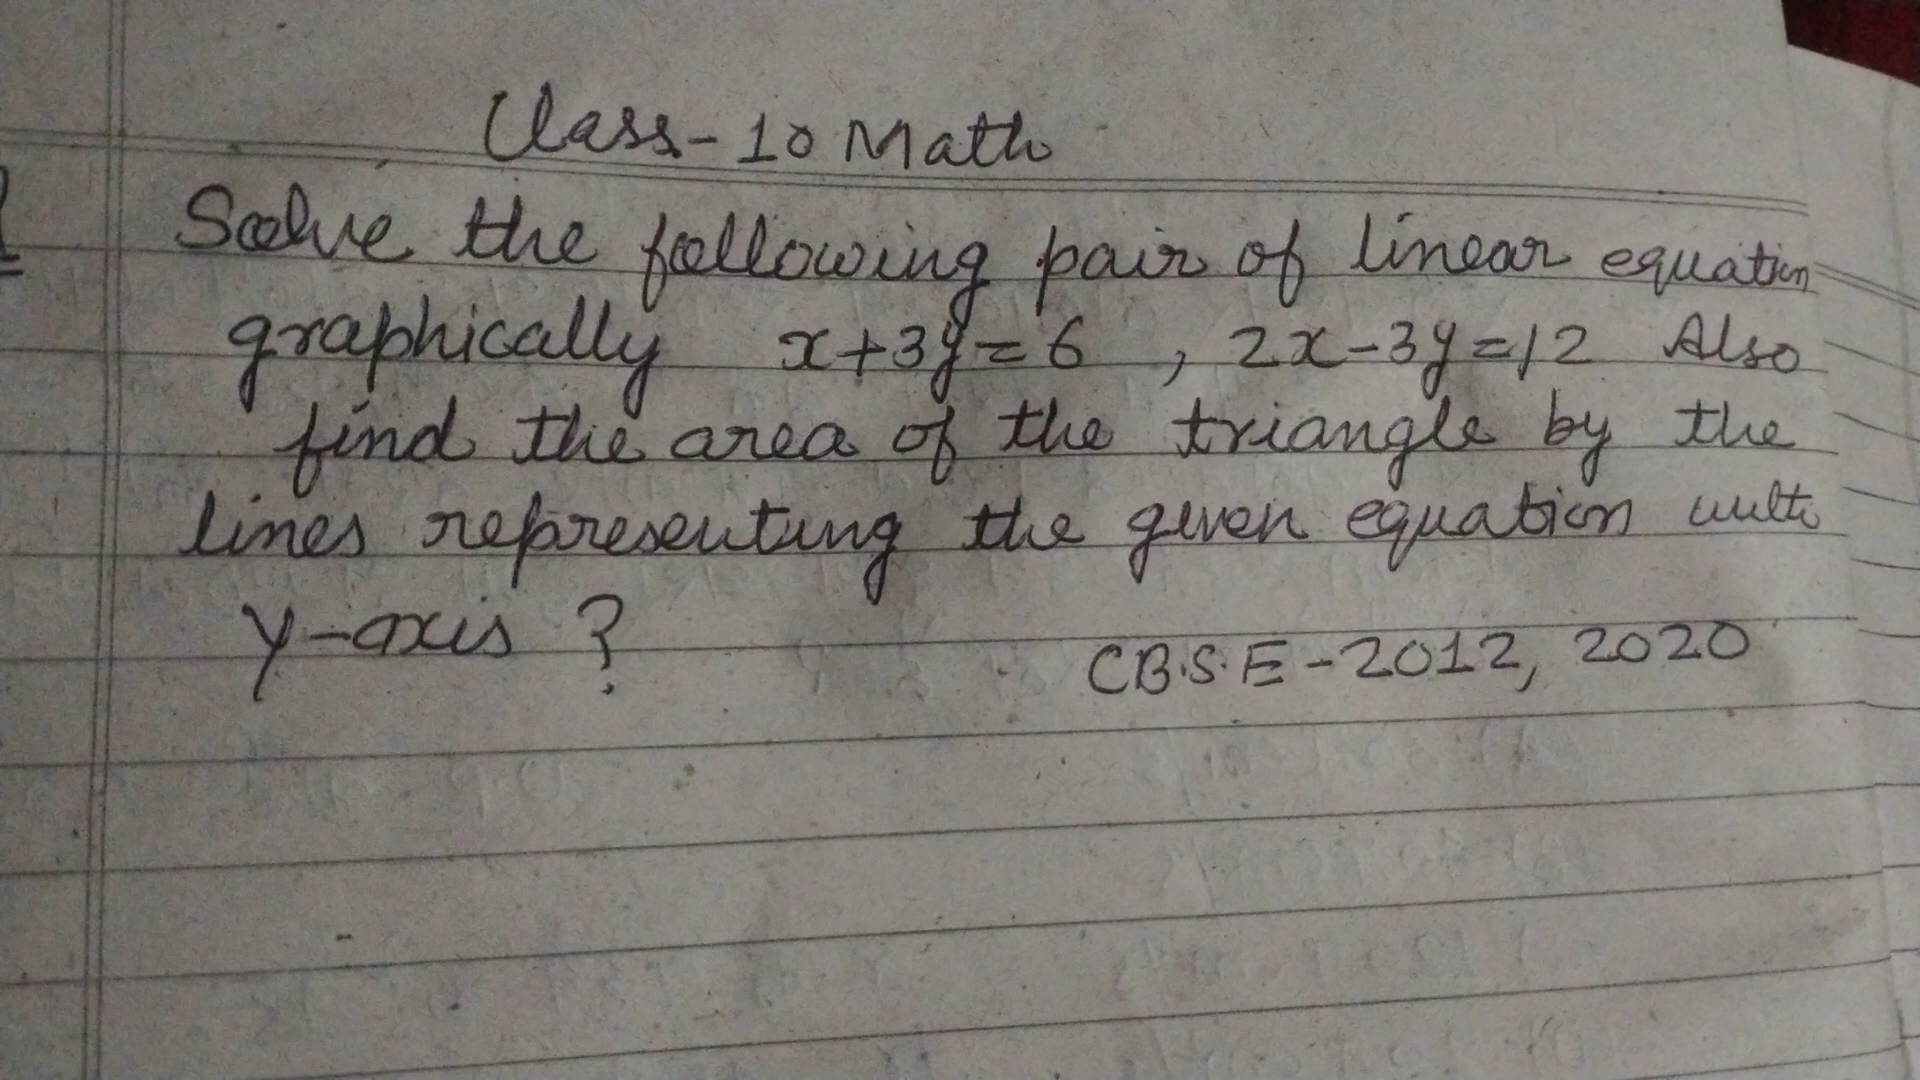 Class-10 Math
Solve the following pair of linear equation
graphically x+3y=6 , 2x-3y=12 Also
find the area of the triangle by the
lines representing the given equation with
y-axis ?
C.B.S.E-2012, 2020